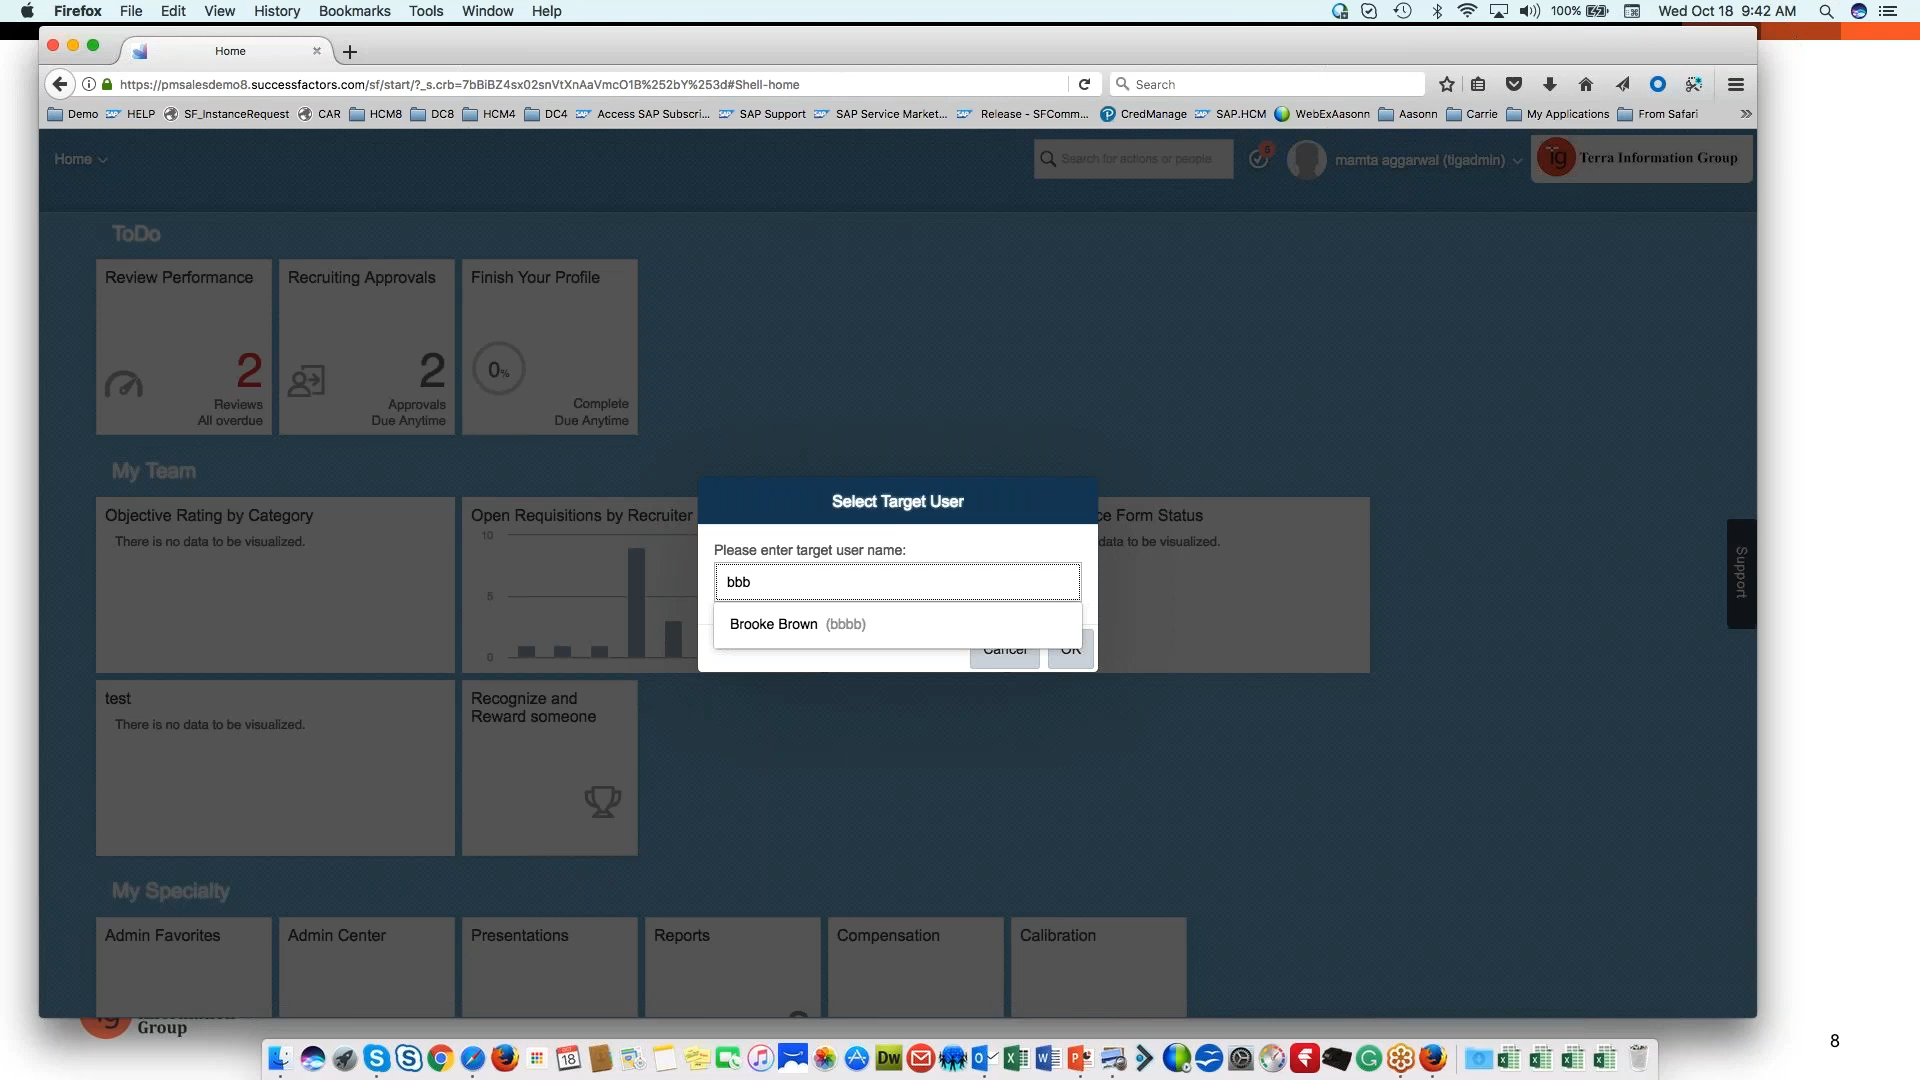 Firefox File Edit View History Bookmarks Tools Window Help 100% Wed Oct 18 9:42 AM
Home
https://pmsalesdemo8.successfactors.com/sf/start/?_s.crb=7bBiBZ4sx02snVtXnAaVmcO1B%252bY%253d#Shell-home Search
Demo HELP SF_InstanceRequest CAR HCM8 DC8 HCM4 DC4 Access SAP Subscri... SAP Support SAP Service Market... Release - SFComm... CredManage SAP.HCM WebExAasonn Aasonn Carrie My Applications From Safari
Home Search for actions or people 6 mamta aggarwal (tigadmin) tig Terra Information Group
ToDo
Review Performance Recruiting Approvals Finish Your Profile
2 2 0%
Reviews Approvals Complete
All overdue Due Anytime Due Anytime
My Team
Select Target User
Objective Rating by Category Open Requisitions by Recruiter ce Form Status
There is no data to be visualized. 10 data to be visualized.
Please enter target user name:
bbb
5
Brooke Brown (bbbb)
0
Cancel OK
Support
test Recognize and
Reward someone
There is no data to be visualized.
My Specialty
Admin Favorites Admin Center Presentations Reports Compensation Calibration
Group
8
18
Dw